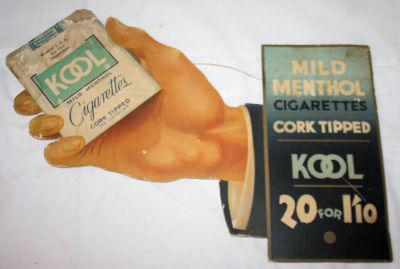 KOOL
MILD MENTHOL
Cigarettes
CORK TIPPED
MILD
MENTHOL
CIGARETTES
CORK TIPPED
KOOL
20 FOR 1'10